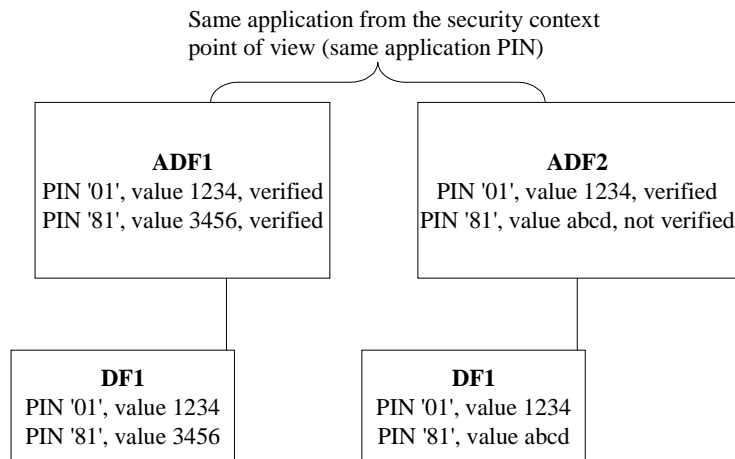 Same application from the security context
point of view (same application PIN)
ADF1
PIN '01', value 1234, verified
PIN '81', value 3456, verified
ADF2
PIN '01', value 1234, verified
PIN '81', value abcd, not verified
DF1
PIN '01', value 1234
PIN '81', value 3456
DF1
PIN '01', value 1234
PIN '81', value abcd